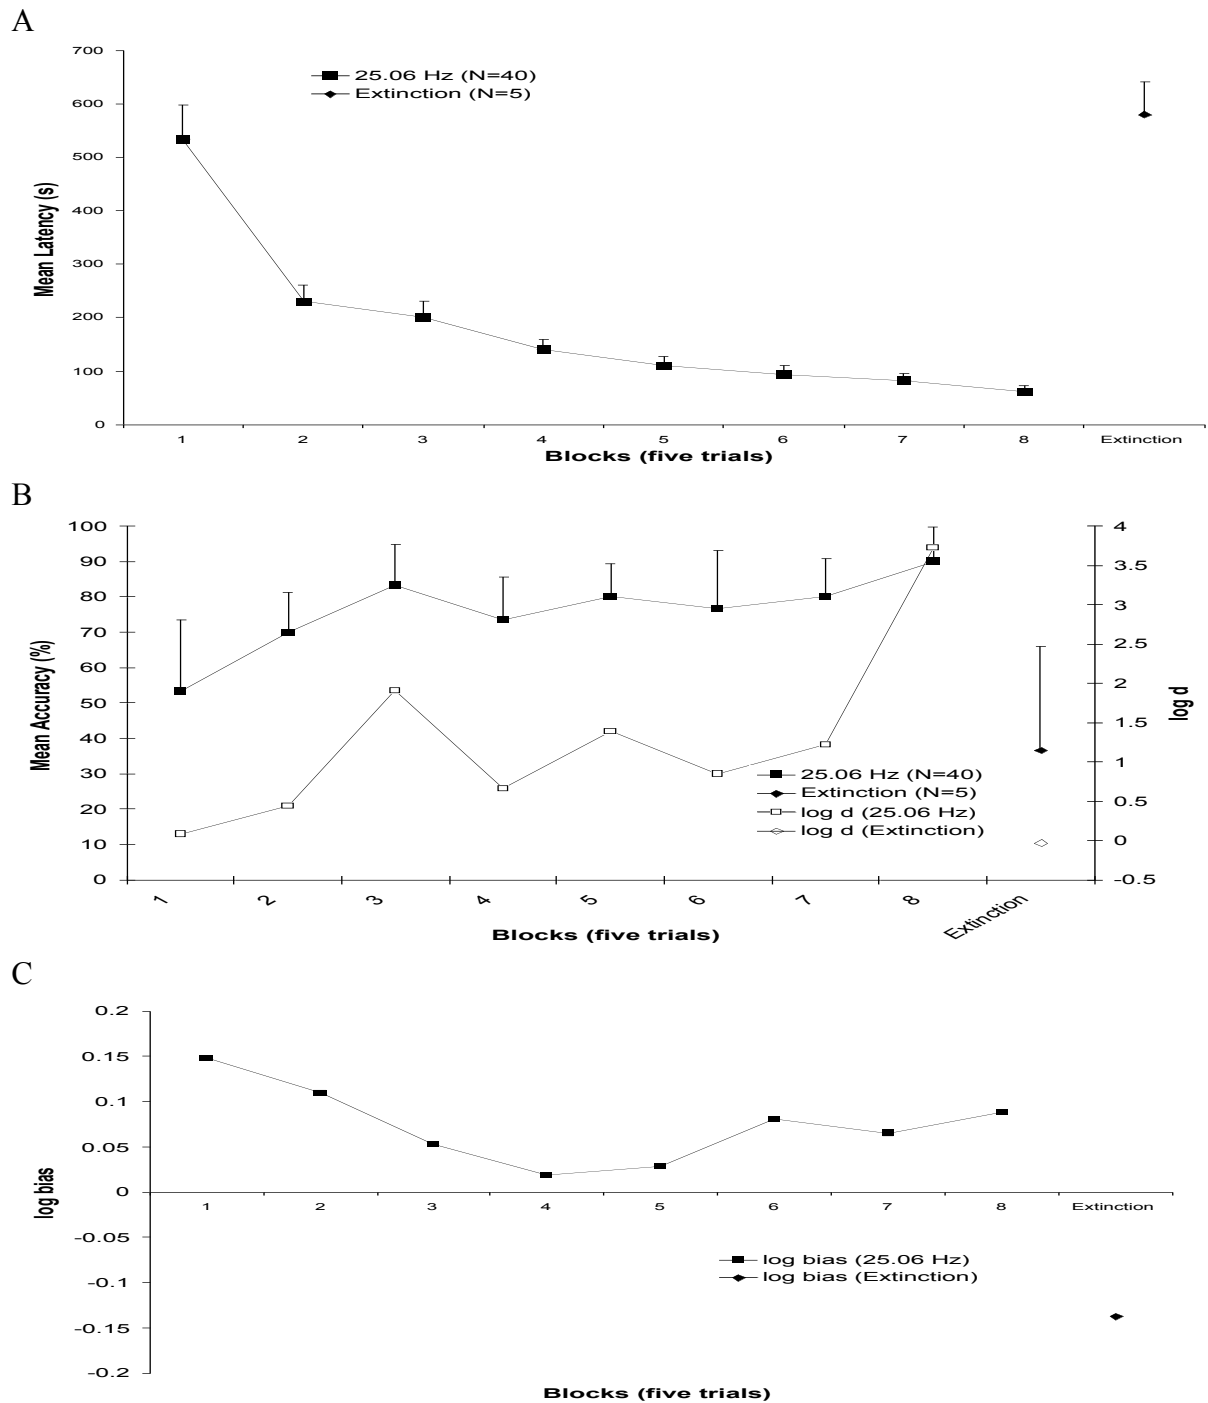 A
700
600
500
400
300
200
100
0
Mean Latency (s)
25.06 Hz (N=40)
Extinction (N=5)
1 2 3 4 5 6 7 8 Extinction
Blocks (five trials)
B
100
90
80
70
60
50
40
30
20
10
0
Mean Accuracy (%)
4
3.5
3
2.5
2
1.5
1
0.5
0
-0.5
log d
25.06 Hz (N=40)
Extinction (N=5)
log d (25.06 Hz)
log d (Extinction)
1 2 3 4 5 6 7 8 Extinction
Blocks (five trials)
C
0.2
0.15
0.1
0.05
0
-0.05
-0.1
-0.15
-0.2
log bias
1 2 3 4 5 6 7 8 Extinction
log bias (25.06 Hz)
log bias (Extinction)
Blocks (five trials)